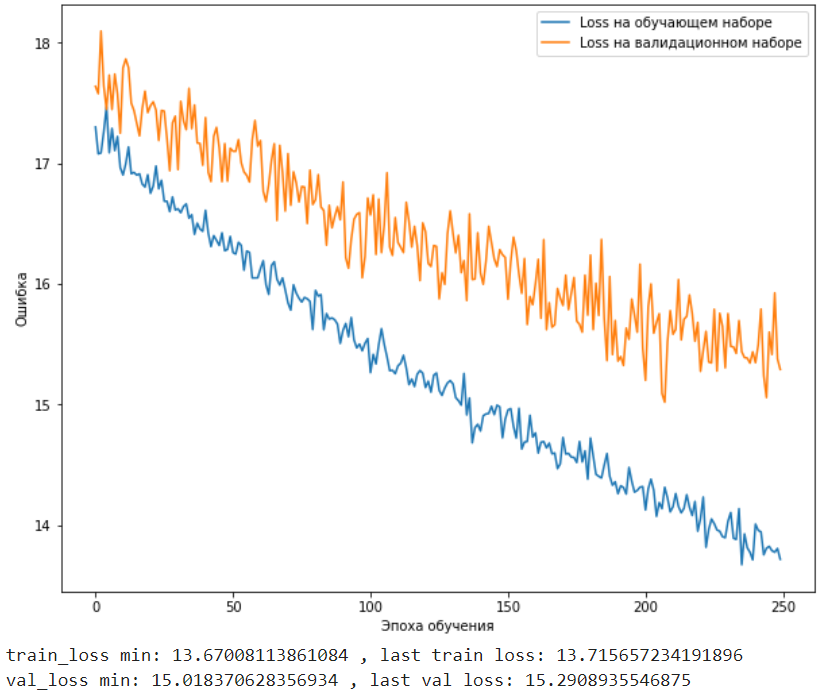 Loss на обучающем наборе
Loss на валидационном наборе
18
17
16
15
14
Ошибка
0 50 100 150 200 250
Эпоха обучения
train_loss min: 13.67008113861084 , last train loss: 13.715657234191896
val_loss min: 15.018370628356934 , last val loss: 15.2908935546875